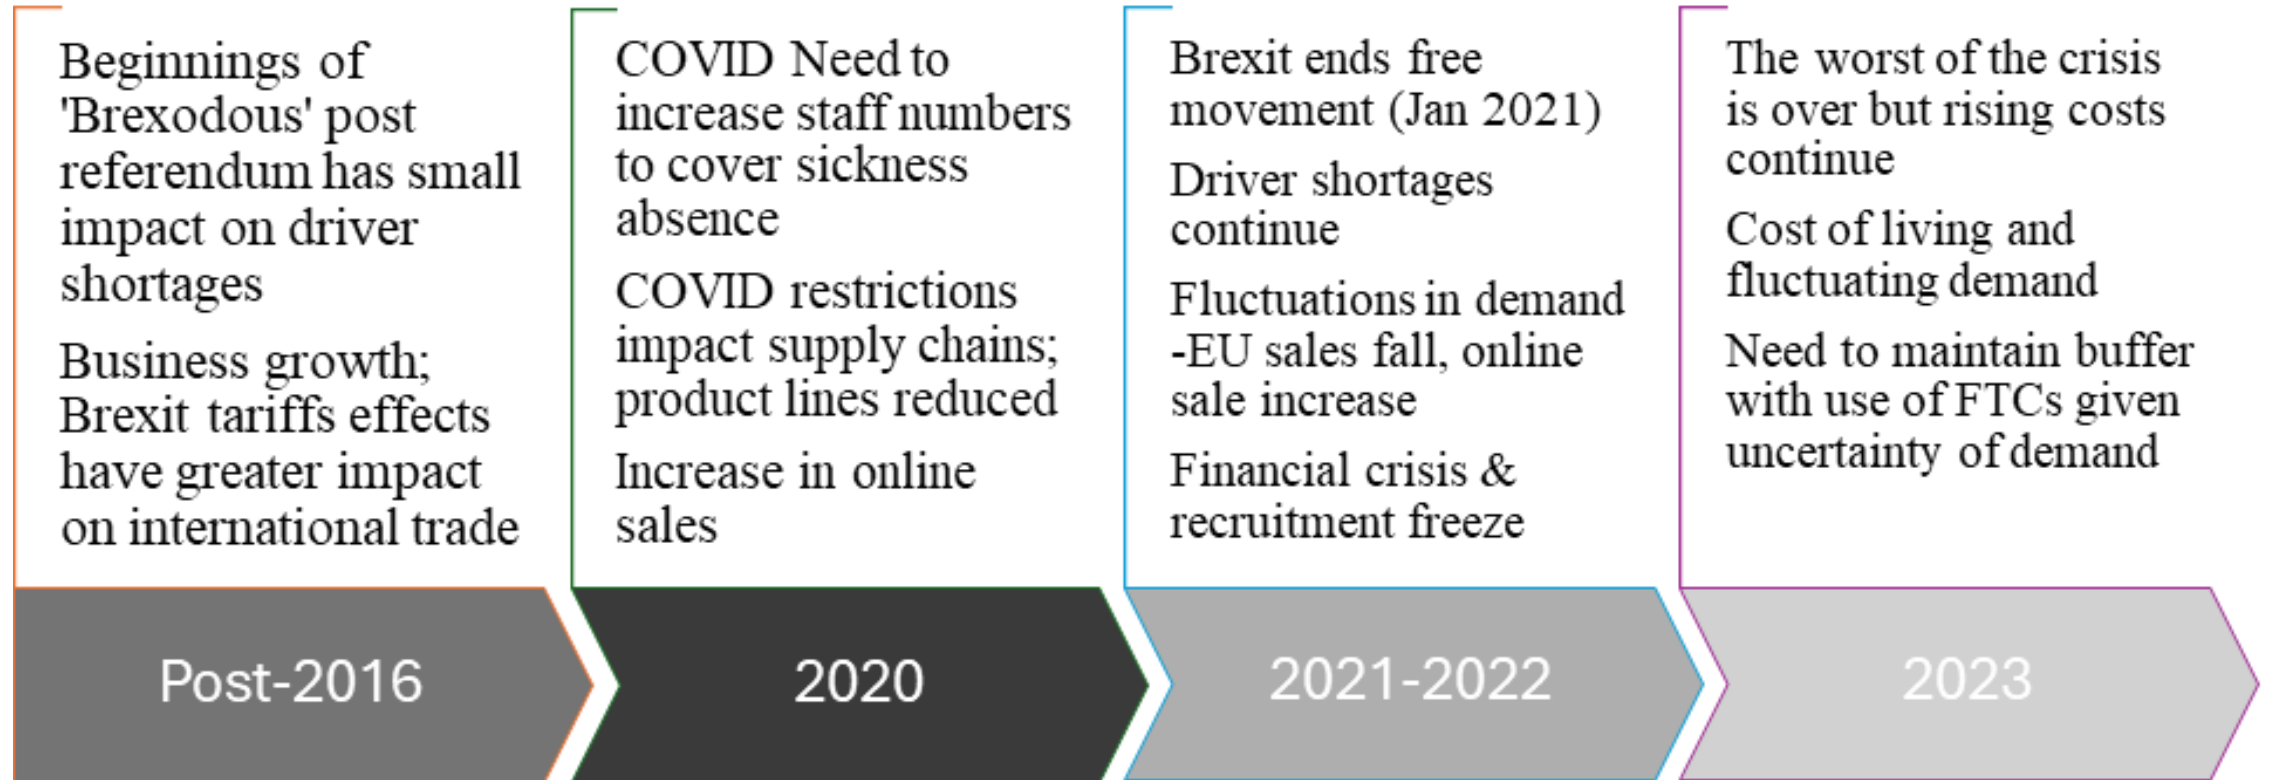 Beginnings of
'Brexodous' post
referendum has small
impact on driver
shortages
Business growth;
Brexit tariffs effects
have greater impact
on international trade
COVID Need to
increase staff numbers
to cover sickness
absence
COVID restrictions
impact supply chains;
product lines reduced
Increase in online
sales
Brexit ends free
movement (Jan 2021)
Driver shortages
continue
Fluctuations in demand
-EU sales fall, online
sale increase
Financial crisis &
recruitment freeze
The worst of the crisis
is over but rising costs
continue
Cost of living and
fluctuating demand
Need to maintain buffer
with use of FTCs given
uncertainty of demand
Post-2016
2020
2021-2022
2023